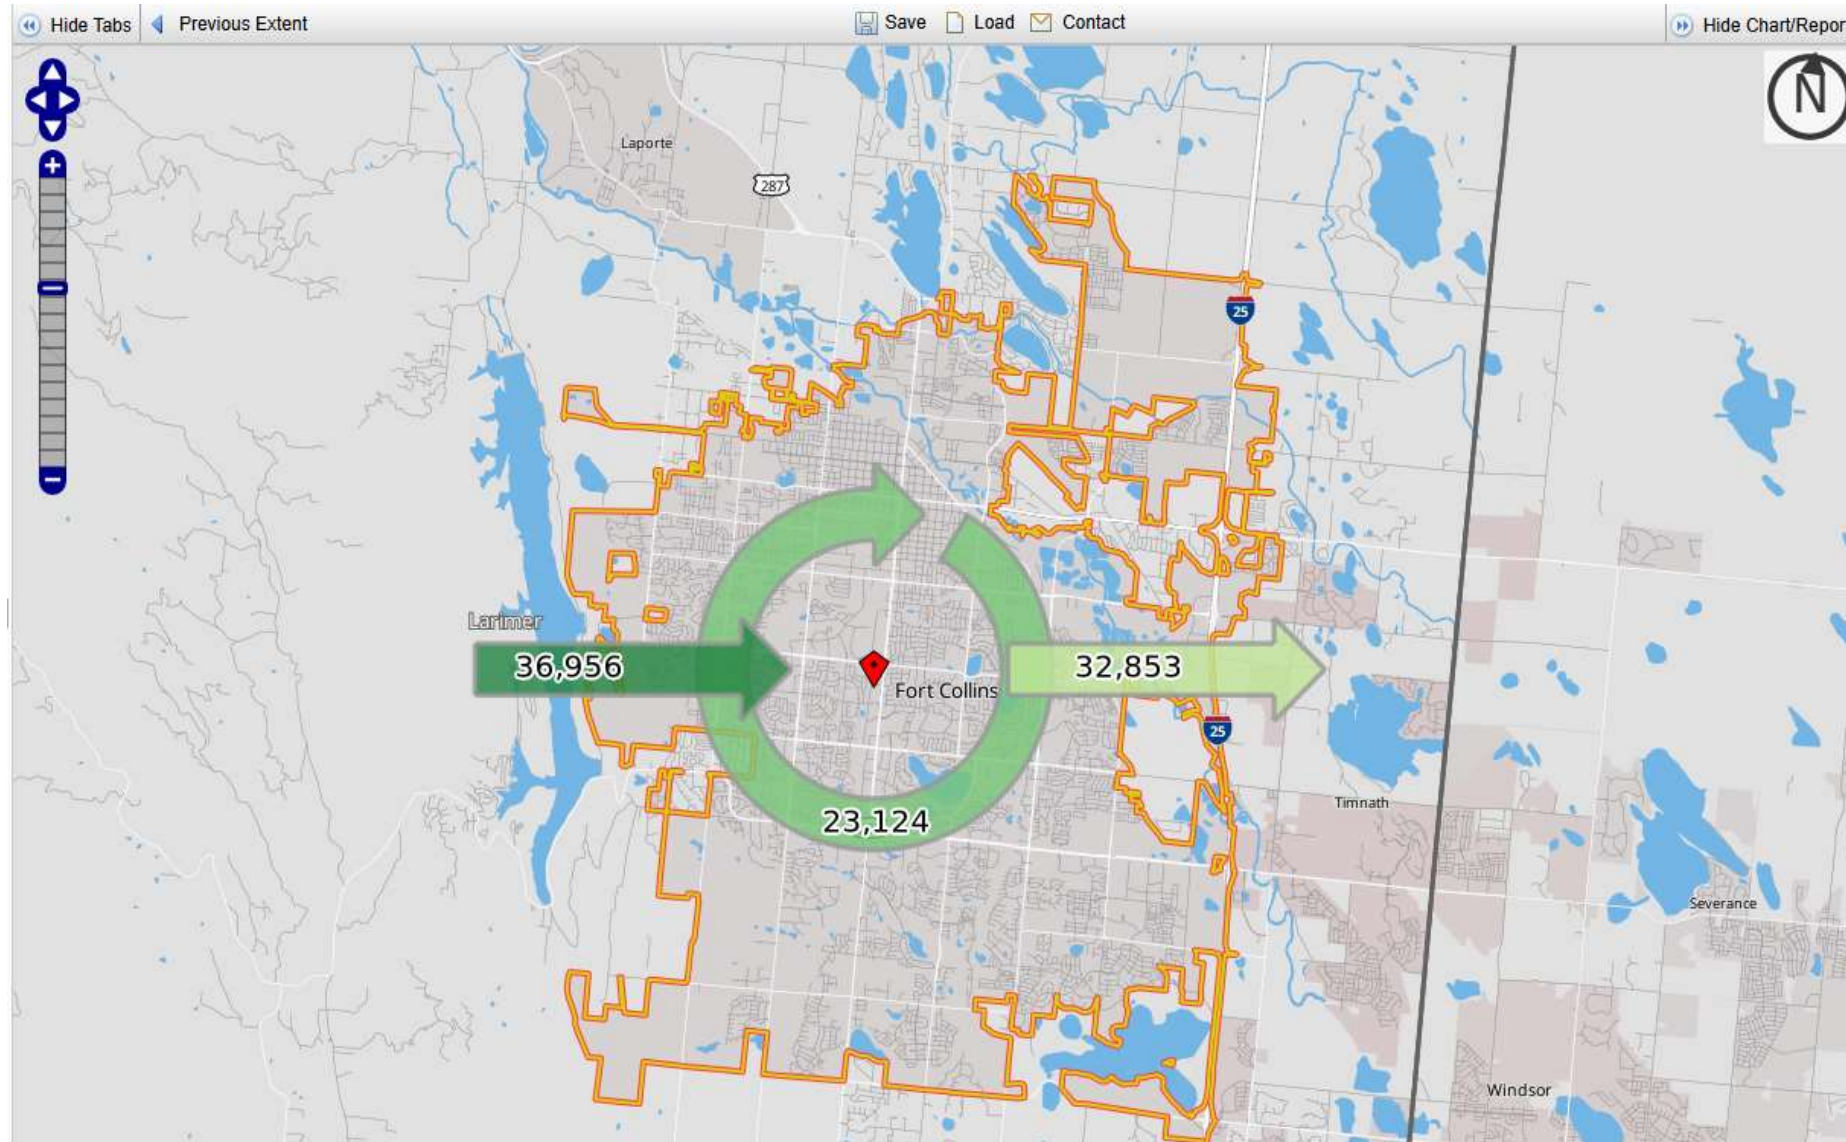 Hide Tabs
Previous Extent
Save
Load
Contact
Hide Chart/Repor
N
Laporte
287
25
Larimer
36,956
32,853
Fort Collins
25
23,124
Timnath
Severance
Windsor